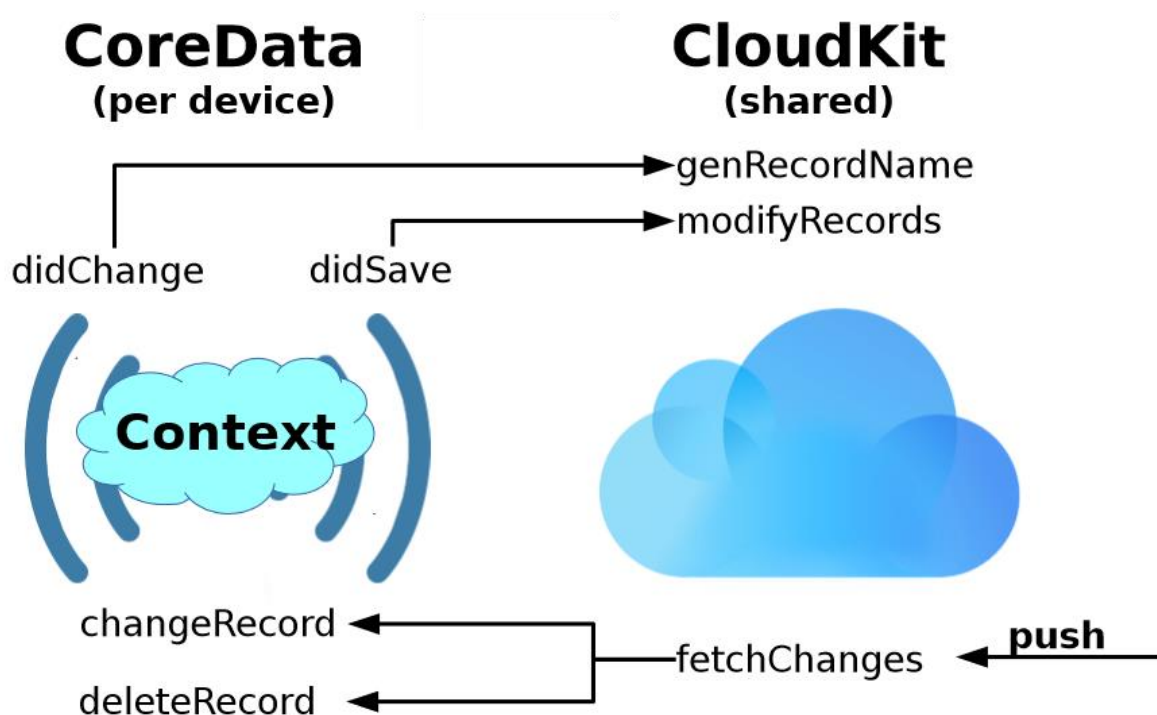 CoreData
(per device)
CloudKit
(shared)
genRecordName
modifyRecords
didChange
didSave
Context
changeRecord
deleteRecord
fetchChanges
push